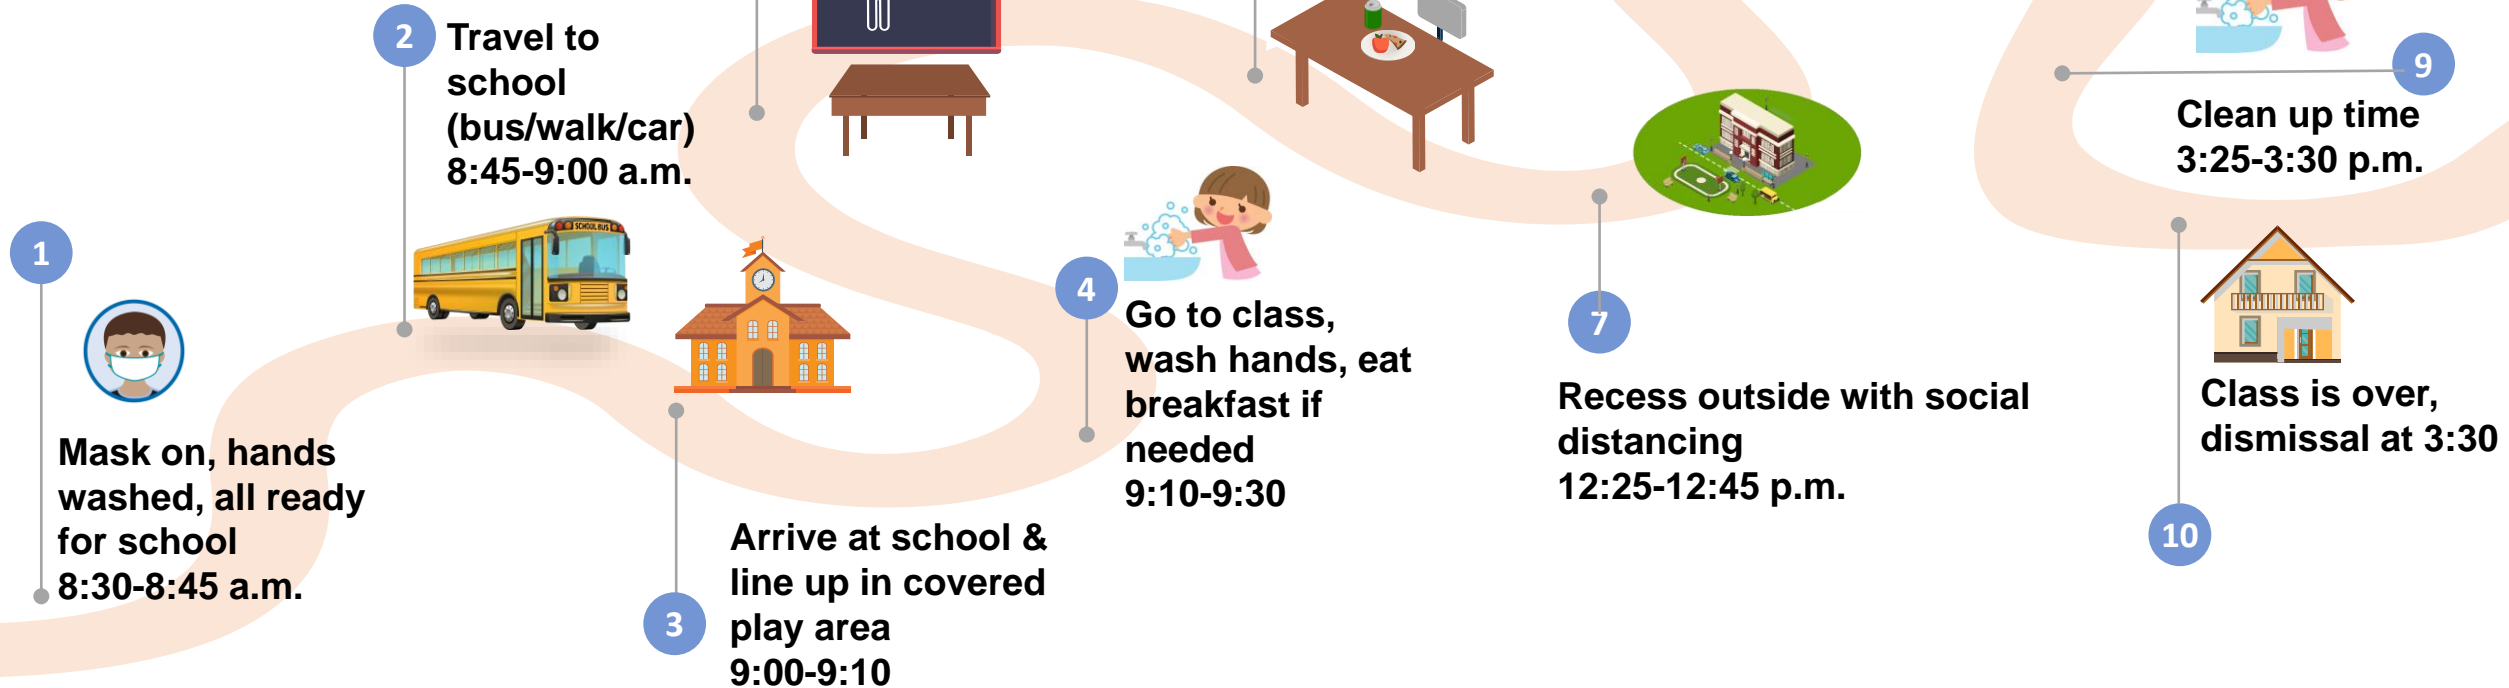 1
Mask on, hands
washed, all ready
for school
8:30-8:45 a.m.
2
Travel to
school
(bus/walk/car)
8:45-9:00 a.m.
SCHOOL BUS
3
Arrive at school &
line up in covered
play area
9:00-9:10
4
Go to class,
wash hands, eat
breakfast if
needed
9:10-9:30
7
Recess outside with social
distancing
12:25-12:45 p.m.
9
Clean up time
3:25-3:30 p.m.
Class is over,
dismissal at 3:30
10